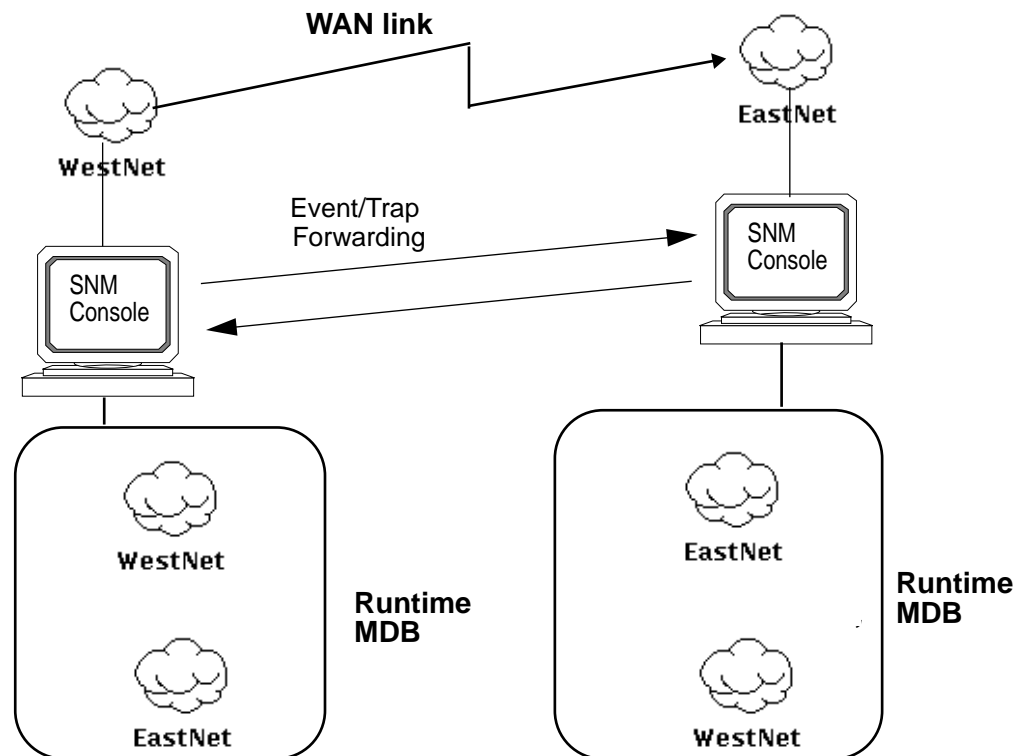 WAN link
EastNet
WestNet
Event/Trap
Forwarding
SNM
Console
SNM
Console
WestNet
EastNet
Runtime
MDB
EastNet
WestNet
Runtime
MDB